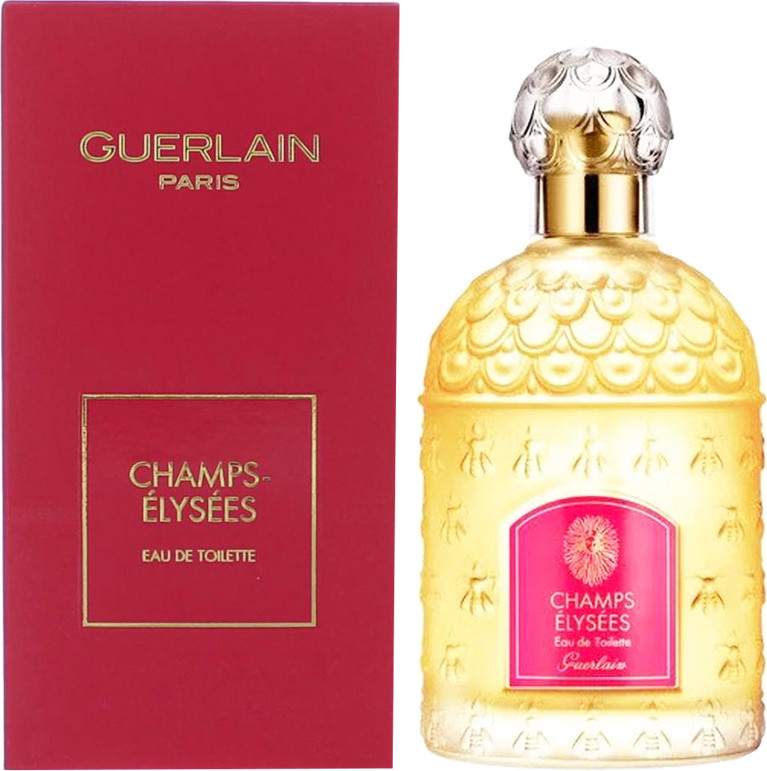 GUERLAIN
PARIS
CHAMPS-
ÉLYSÉES
EAU DE TOILETTE
CHAMPS
ÉLYSÉES
Eau de Toilette
Guerlain